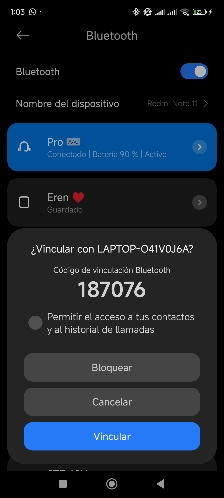 1:03
Bluetooth
Bluetooth
Nombre del dispositivo Redmi Note 11
Pro
Conectado | Batería 90 % | Activo
Eren ❤️
Guardado
¿Vincular con LAPTOP-O41V0J6A?
Código de vinculación Bluetooth
187076
Permitir el acceso a tus contactos
y al historial de llamadas
Bloquear
Cancelar
Vincular